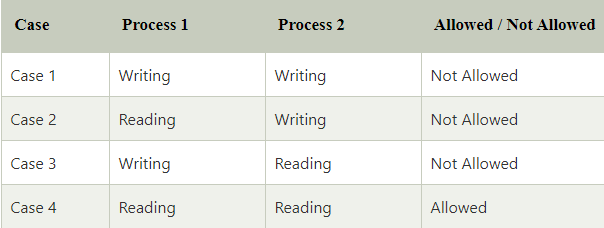 Case Process 1 Process 2 Allowed / Not Allowed
Case 1 Writing Writing Not Allowed
Case 2 Reading Writing Not Allowed
Case 3 Writing Reading Not Allowed
Case 4 Reading Reading Allowed